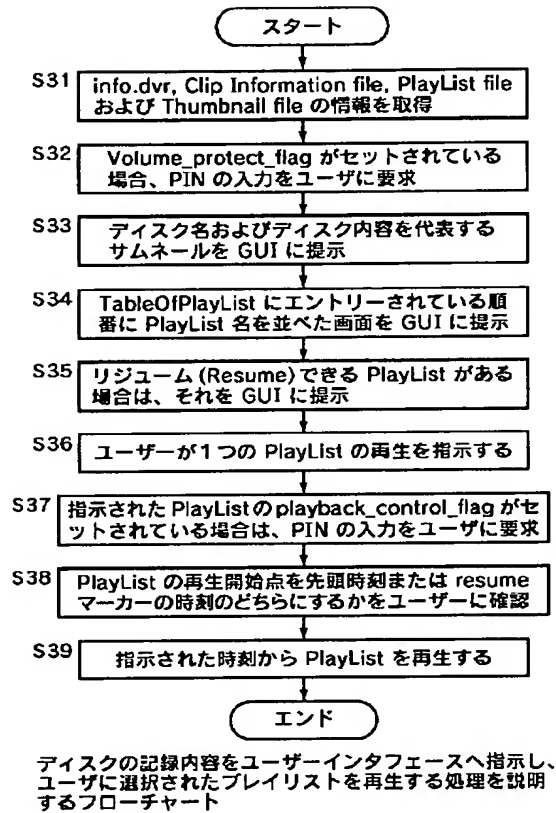 スタート
S31
info.dvr, Clip Information file, PlayList file
および Thumbnail file の情報を取得
S32
Volume_protect_flag がセットされている
場合、PIN の入力をユーザに要求
S33
ディスク名およびディスク内容を代表する
サムネールを GUI に提示
S34
TableOfPlayList にエントリーされている順
番に PlayList 名を並べた画面を GUI に提示
S35
リジューム (Resume) できる PlayList がある
場合は、それを GUI に提示
S36
ユーザーが1つの PlayList の再生を指示する
S37
指示された PlayList の playback_control_flag がセ
ットされている場合は、PIN の入力をユーザに要求
S38
PlayList の再生開始点を先頭時刻または resume
マーカーの時刻のどちらにするかをユーザーに確認
S39
指示された時刻から PlayList を再生する
エンド
ディスクの記録内容をユーザーインタフェースへ指示し、
ユーザに選択されたプレイリストを再生する処理を説明
するフローチャート